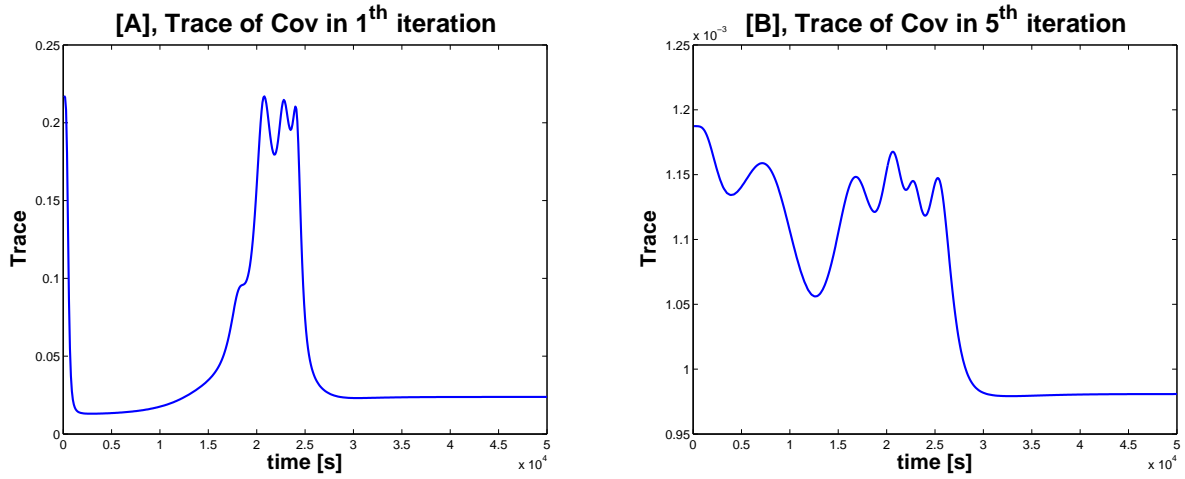 [A], Trace of Cov in 1th iteration
0.25
0.2
0.15
0.1
0.05
0
Trace
0 0.5 1 1.5 2 2.5 3 3.5 4 4.5 5
time [s]
x 10^4
[B], Trace of Cov in 5th iteration
x 10^−3
1.25
1.2
1.15
1.1
1.05
1
0.95
Trace
0 0.5 1 1.5 2 2.5 3 3.5 4 4.5 5
time [s]
x 10^4